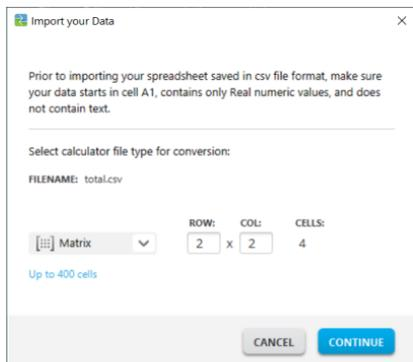 Import your Data
Prior to importing your spreadsheet saved in csv file format, make sure
your data starts in cell A1, contains only Real numeric values, and does
not contain text.
Select calculator file type for conversion:
FILENAME: total.csv
ROW: COL: CELLS:
Matrix 2 x 2 4
Up to 400 cells
CANCEL CONTINUE